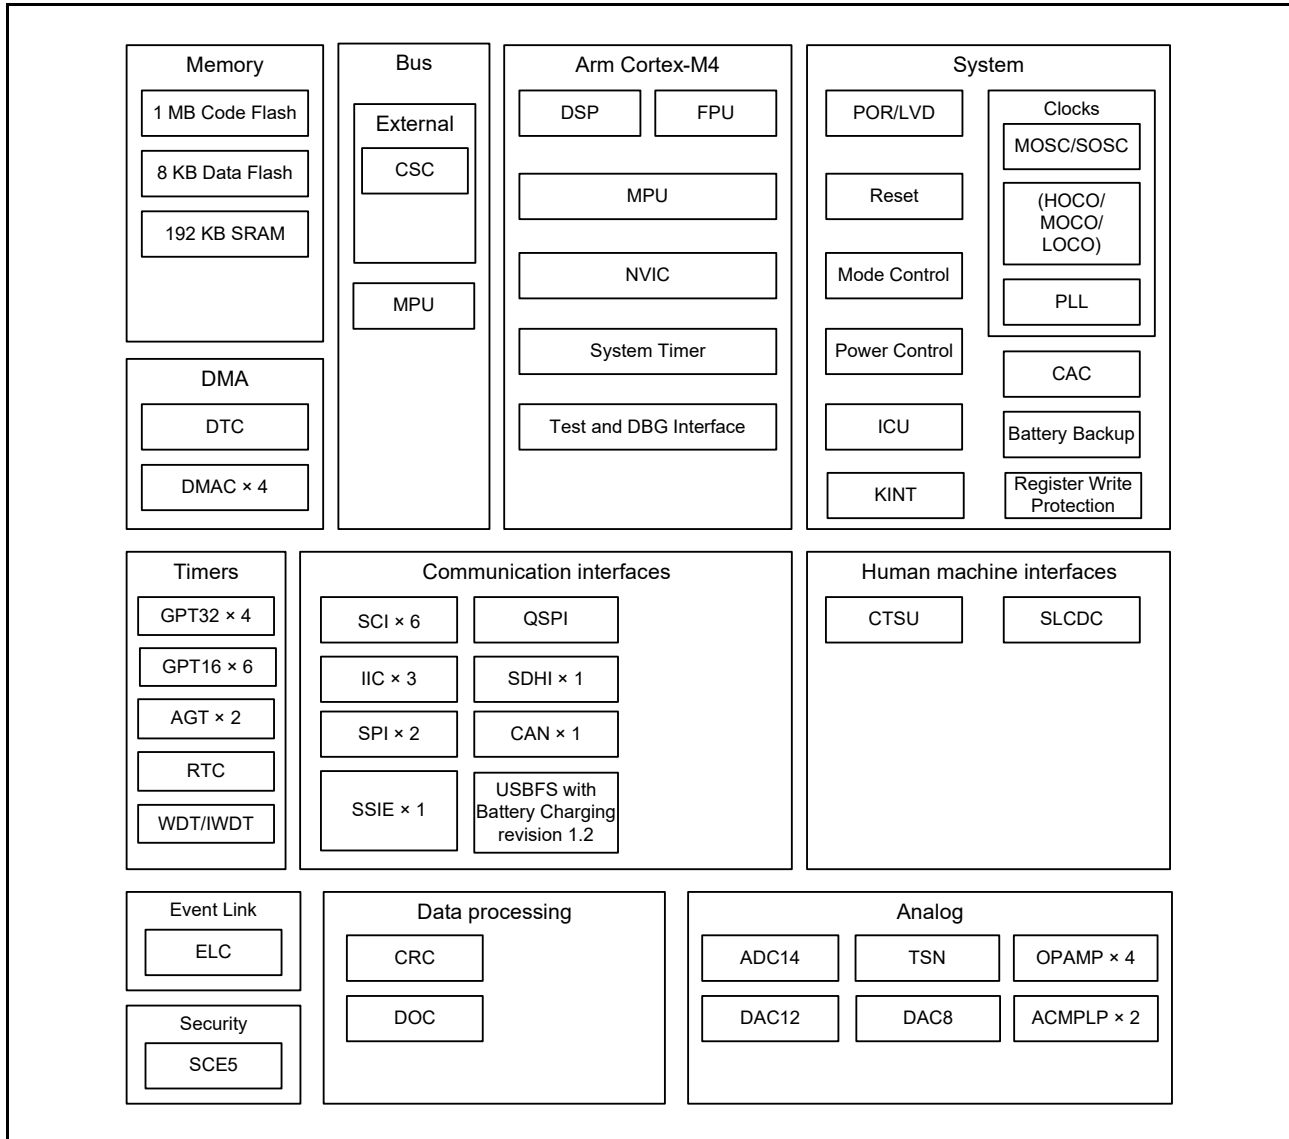 Memory
1 MB Code Flash
8 KB Data Flash
192 KB SRAM
DMA
DTC
DMAC × 4
Bus
External
CSC
MPU
Arm Cortex-M4
DSP
FPU
MPU
NVIC
System Timer
Test and DBG Interface
System
POR/LVD
Reset
Mode Control
Power Control
ICU
KINT
Clocks
MOSC/SOSC
(HOCO/
MOCO/
LOCO)
PLL
CAC
Battery Backup
Register Write
Protection
Timers
GPT32 × 4
GPT16 × 6
AGT × 2
RTC
WDT/IWDT
Communication interfaces
SCI × 6
IIC × 3
SPI × 2
SSIE × 1
QSPI
SDHI × 1
CAN × 1
USBFS with
Battery Charging
revision 1.2
Human machine interfaces
CTSU
SLCDC
Event Link
ELC
Security
SCE5
Data processing
CRC
DOC
Analog
ADC14
TSN
OPAMP × 4
DAC12
DAC8
ACMPLP × 2